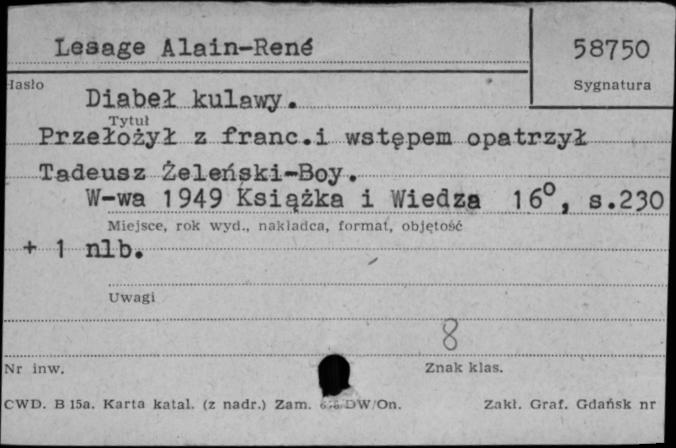 Lesage Alain-René
58750
Hasło
Sygnatura
Diabeł kulawy.
Tytuł
Przełożył z franc.i wstępem opatrzył
Tadeusz Żeleński-Boy.
W-wa 1949 Książka i Wiedza 16°, s.230
Miejsce, rok wyd., nakładca, format, objętość
+ 1 nlb.
Uwagi
8
Nr inw.
Znak klas.
CWD. B 15a. Karta katal. (z nadr.) Zam. DW/On.
Zakł. Graf. Gdańsk nr